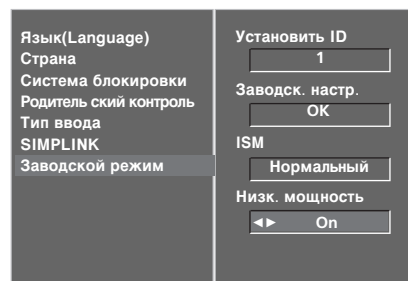 Язык(Language)
Страна
Система блокировки
Родитель ский контроль
Тип ввода
SIMPLINK
Заводской режим
Установить ID
1
Заводск. настр.
ОК
ISM
Нормальный
Низк. мощность
◄► On